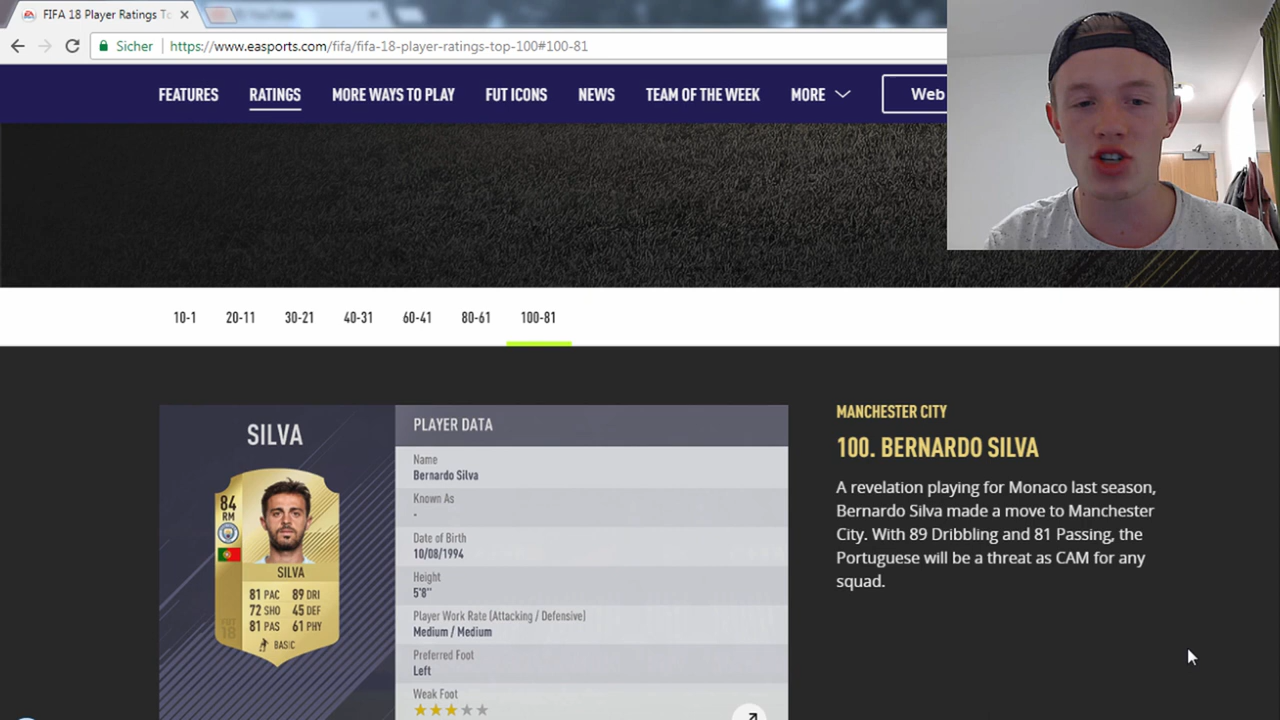 FIFA 18 Player Ratings To
Sicher https://www.easports.com/fifa/fifa-18-player-ratings-top-100#100-81
FEATURES RATINGS MORE WAYS TO PLAY FUT ICONS NEWS TEAM OF THE WEEK MORE Web
10-1 20-11 30-21 40-31 60-41 80-61 100-81
SILVA
84
RM
SILVA
81 PAC 89 DRI
72 SHO 45 DEF
81 PAS 61 PHY
BASIC
PLAYER DATA
Name
Bernardo Silva
Known As
-
Date of Birth
10/08/1994
Height
5'8"
Player Work Rate (Attacking / Defensive)
Medium / Medium
Preferred Foot
Left
Weak Foot
MANCHESTER CITY
100. BERNARDO SILVA
A revelation playing for Monaco last season,
Bernardo Silva made a move to Manchester
City. With 89 Dribbling and 81 Passing, the
Portuguese will be a threat as CAM for any
squad.